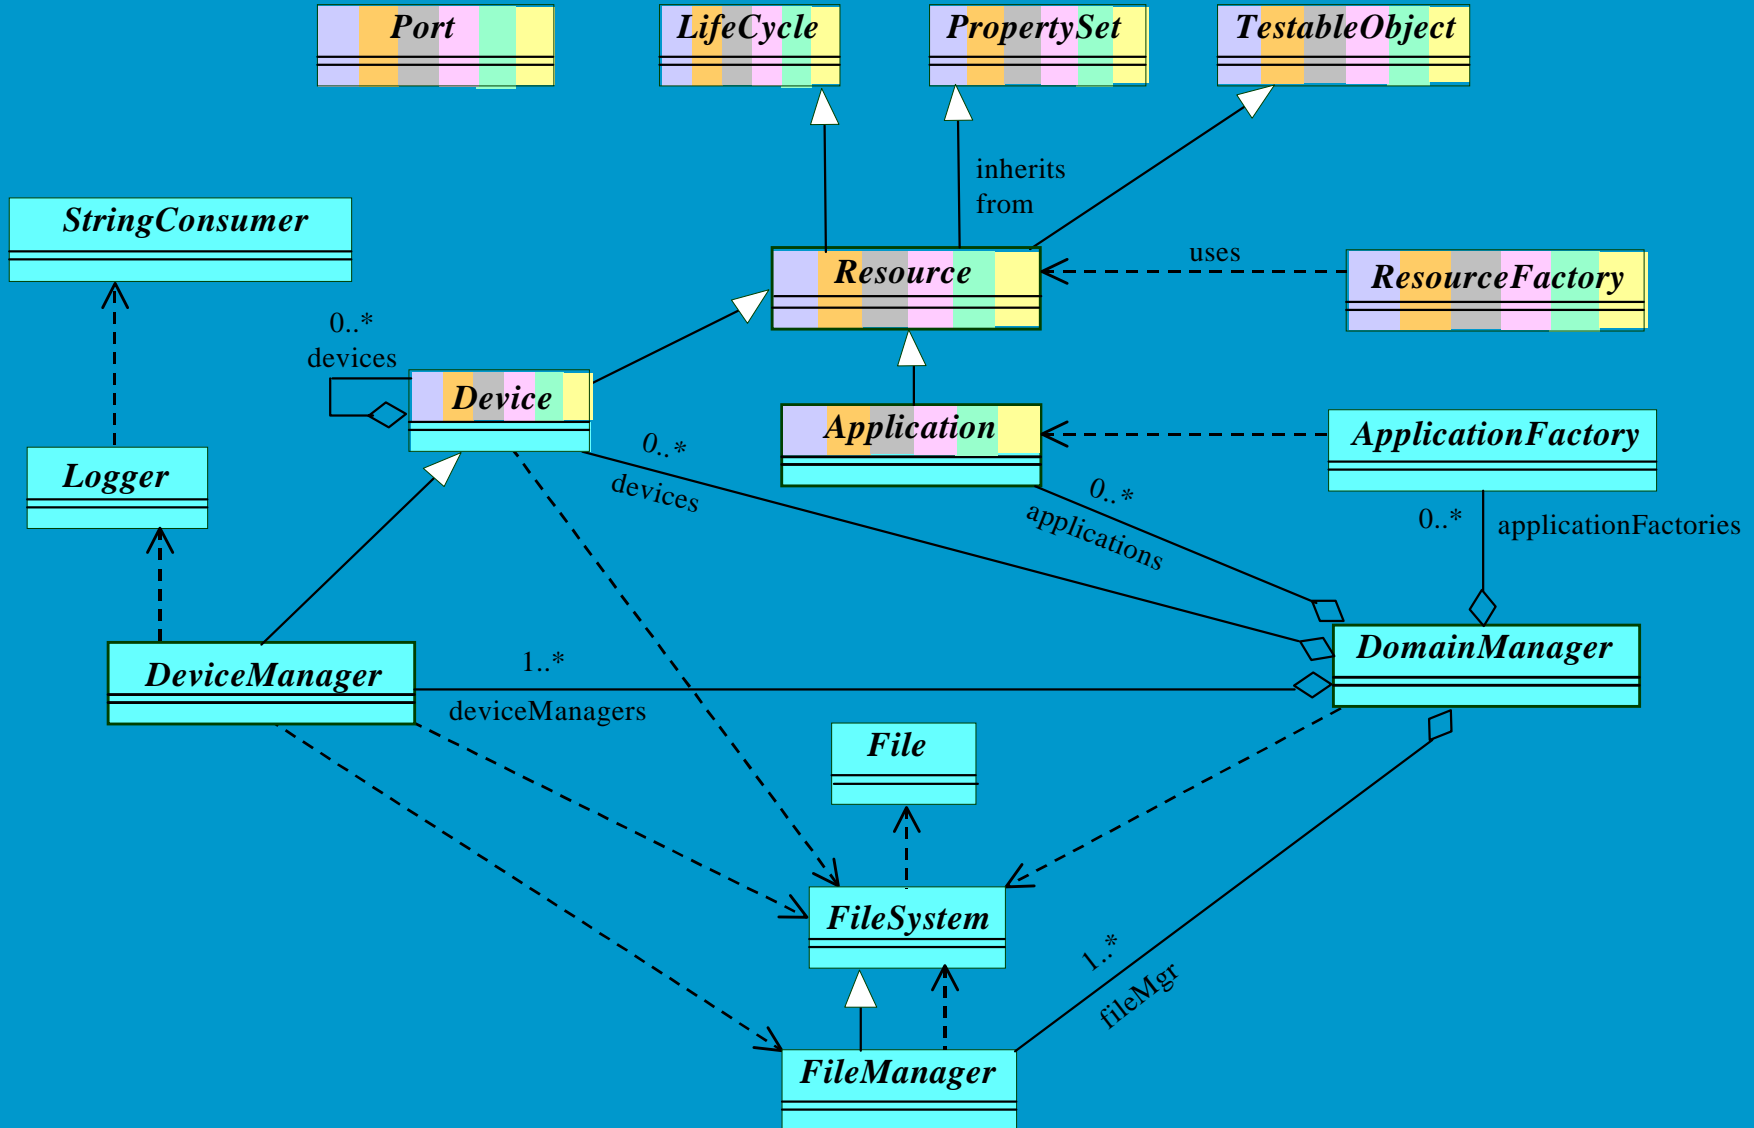 Port
LifeCycle
PropertySet
TestableObject
inherits
from
StringConsumer
Resource
uses
ResourceFactory
0..*
devices
Device
Application
ApplicationFactory
0..*
devices
Logger
0..*
applications
0..*
applicationFactories
DeviceManager
1..*
deviceManagers
DomainManager
File
FileSystem
1..*
fileMgr
FileManager